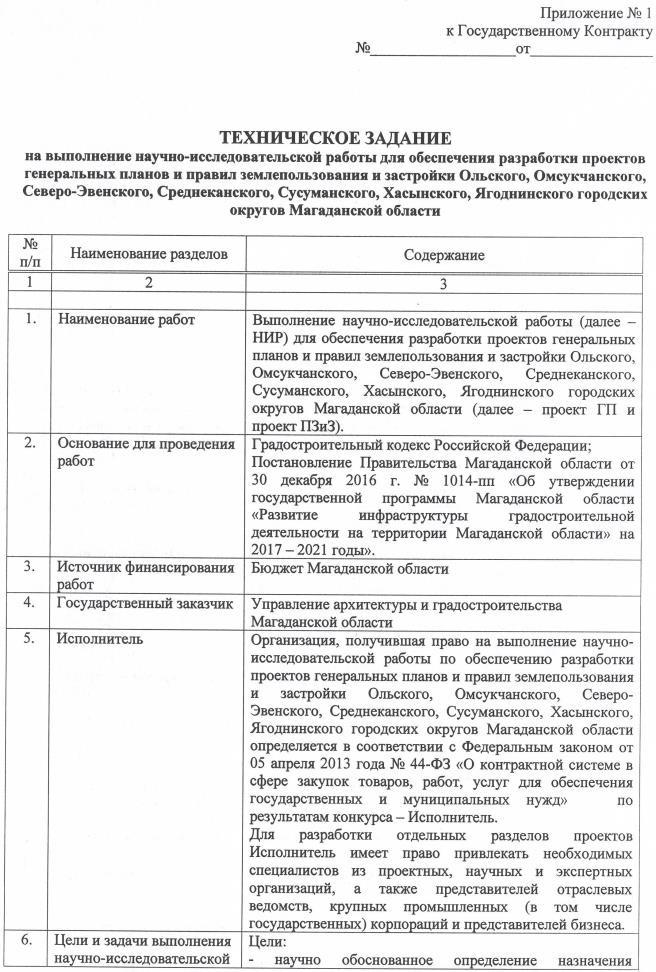 Приложение № 1
к Государственному Контракту
№____________________от_________________
ТЕХНИЧЕСКОЕ ЗАДАНИЕ
на выполнение научно-исследовательской работы для обеспечения разработки проектов
генеральных планов и правил землепользования и застройки Ольского, Омсукчанского,
Северо-Эвенского, Среднеканского, Сусуманского, Хасынского, Ягоднинского городских
округов Магаданской области
№
п/п
Наименование разделов
Содержание
1
2
3
1.
Наименование работ
Выполнение научно-исследовательской работы (далее –
НИР) для обеспечения разработки проектов генеральных
планов и правил землепользования и застройки Ольского,
Омсукчанского, Северо-Эвенского, Среднеканского,
Сусуманского, Хасынского, Ягоднинского городских
округов Магаданской области (далее – проект ГП и
проект ПЗиЗ).
2.
Основание для проведения
работ
Градостроительный кодекс Российской Федерации;
Постановление Правительства Магаданской области от
30 декабря 2016 г. № 1014-пп «Об утверждении
государственной программы Магаданской области
«Развитие инфраструктуры градостроительной
деятельности на территории Магаданской области» на
2017 – 2021 годы».
3.
Источник финансирования
работ
Бюджет Магаданской области
4.
Государственный заказчик
Управление архитектуры и градостроительства
Магаданской области
5.
Исполнитель
Организация, получившая право на выполнение научно-
исследовательской работы по обеспечению разработки
проектов генеральных планов и правил землепользования
и застройки Ольского, Омсукчанского, Северо-
Эвенского, Среднеканского, Сусуманского, Хасынского,
Ягоднинского городских округов Магаданской области
определяется в соответствии с Федеральным законом от
05 апреля 2013 года № 44-ФЗ «О контрактной системе в
сфере закупок товаров, работ, услуг для обеспечения
государственных и муниципальных нужд» по
результатам конкурса – Исполнитель.
Для разработки отдельных разделов проектов
Исполнитель имеет право привлекать необходимых
специалистов из проектных, научных и экспертных
организаций, а также представителей отраслевых
ведомств, крупных промышленных (в том числе
государственных) корпораций и представителей бизнеса.
6.
Цели и задачи выполнения
научно-исследовательской
Цели:
- научно обоснованное определение назначения